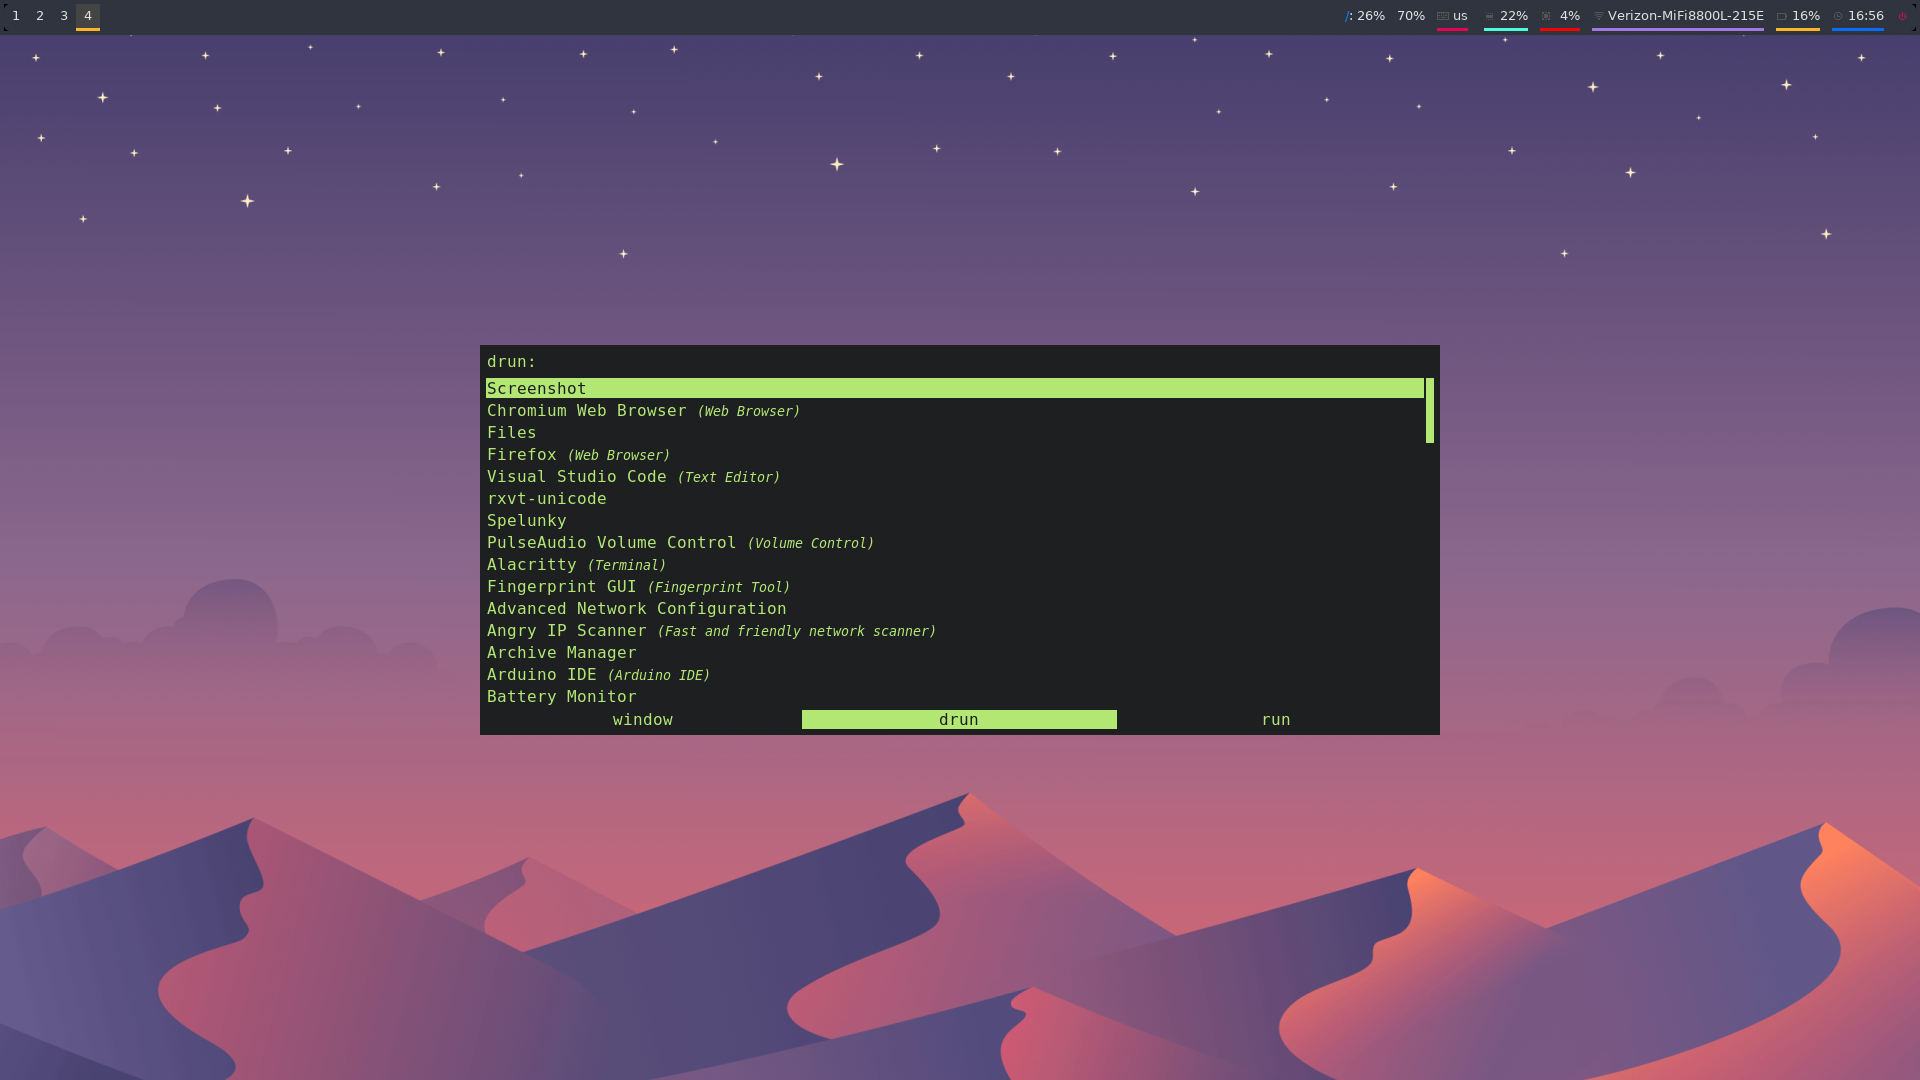 1 2 3 4 /: 26% 70% us 22% 4% Verizon-MiFi8800L-215E 16% 16:56
drun:
Screenshot
Chromium Web Browser (Web Browser)
Files
Firefox (Web Browser)
Visual Studio Code (Text Editor)
rxvt-unicode
Spelunky
PulseAudio Volume Control (Volume Control)
Alacritty (Terminal)
Fingerprint GUI (Fingerprint Tool)
Advanced Network Configuration
Angry IP Scanner (Fast and friendly network scanner)
Archive Manager
Arduino IDE (Arduino IDE)
Battery Monitor
window drun run